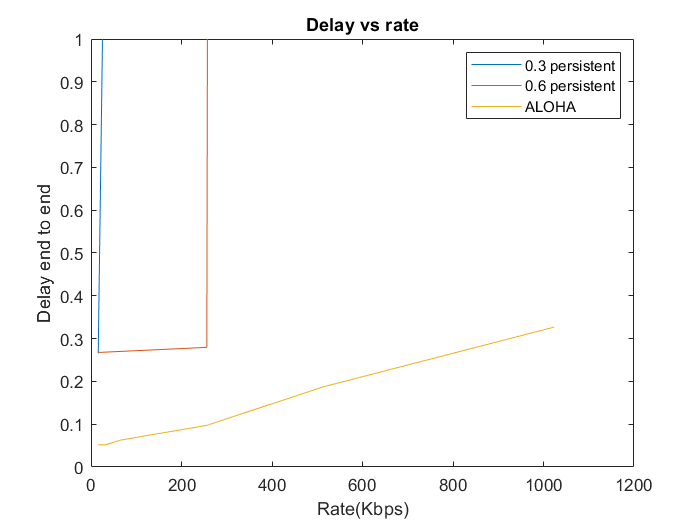 Delay vs rate
1
0.9
0.8
0.7
0.6
0.5
0.4
0.3
0.2
0.1
0
Delay end to end
0.3 persistent
0.6 persistent
ALOHA
0 200 400 600 800 1000 1200
Rate(Kbps)